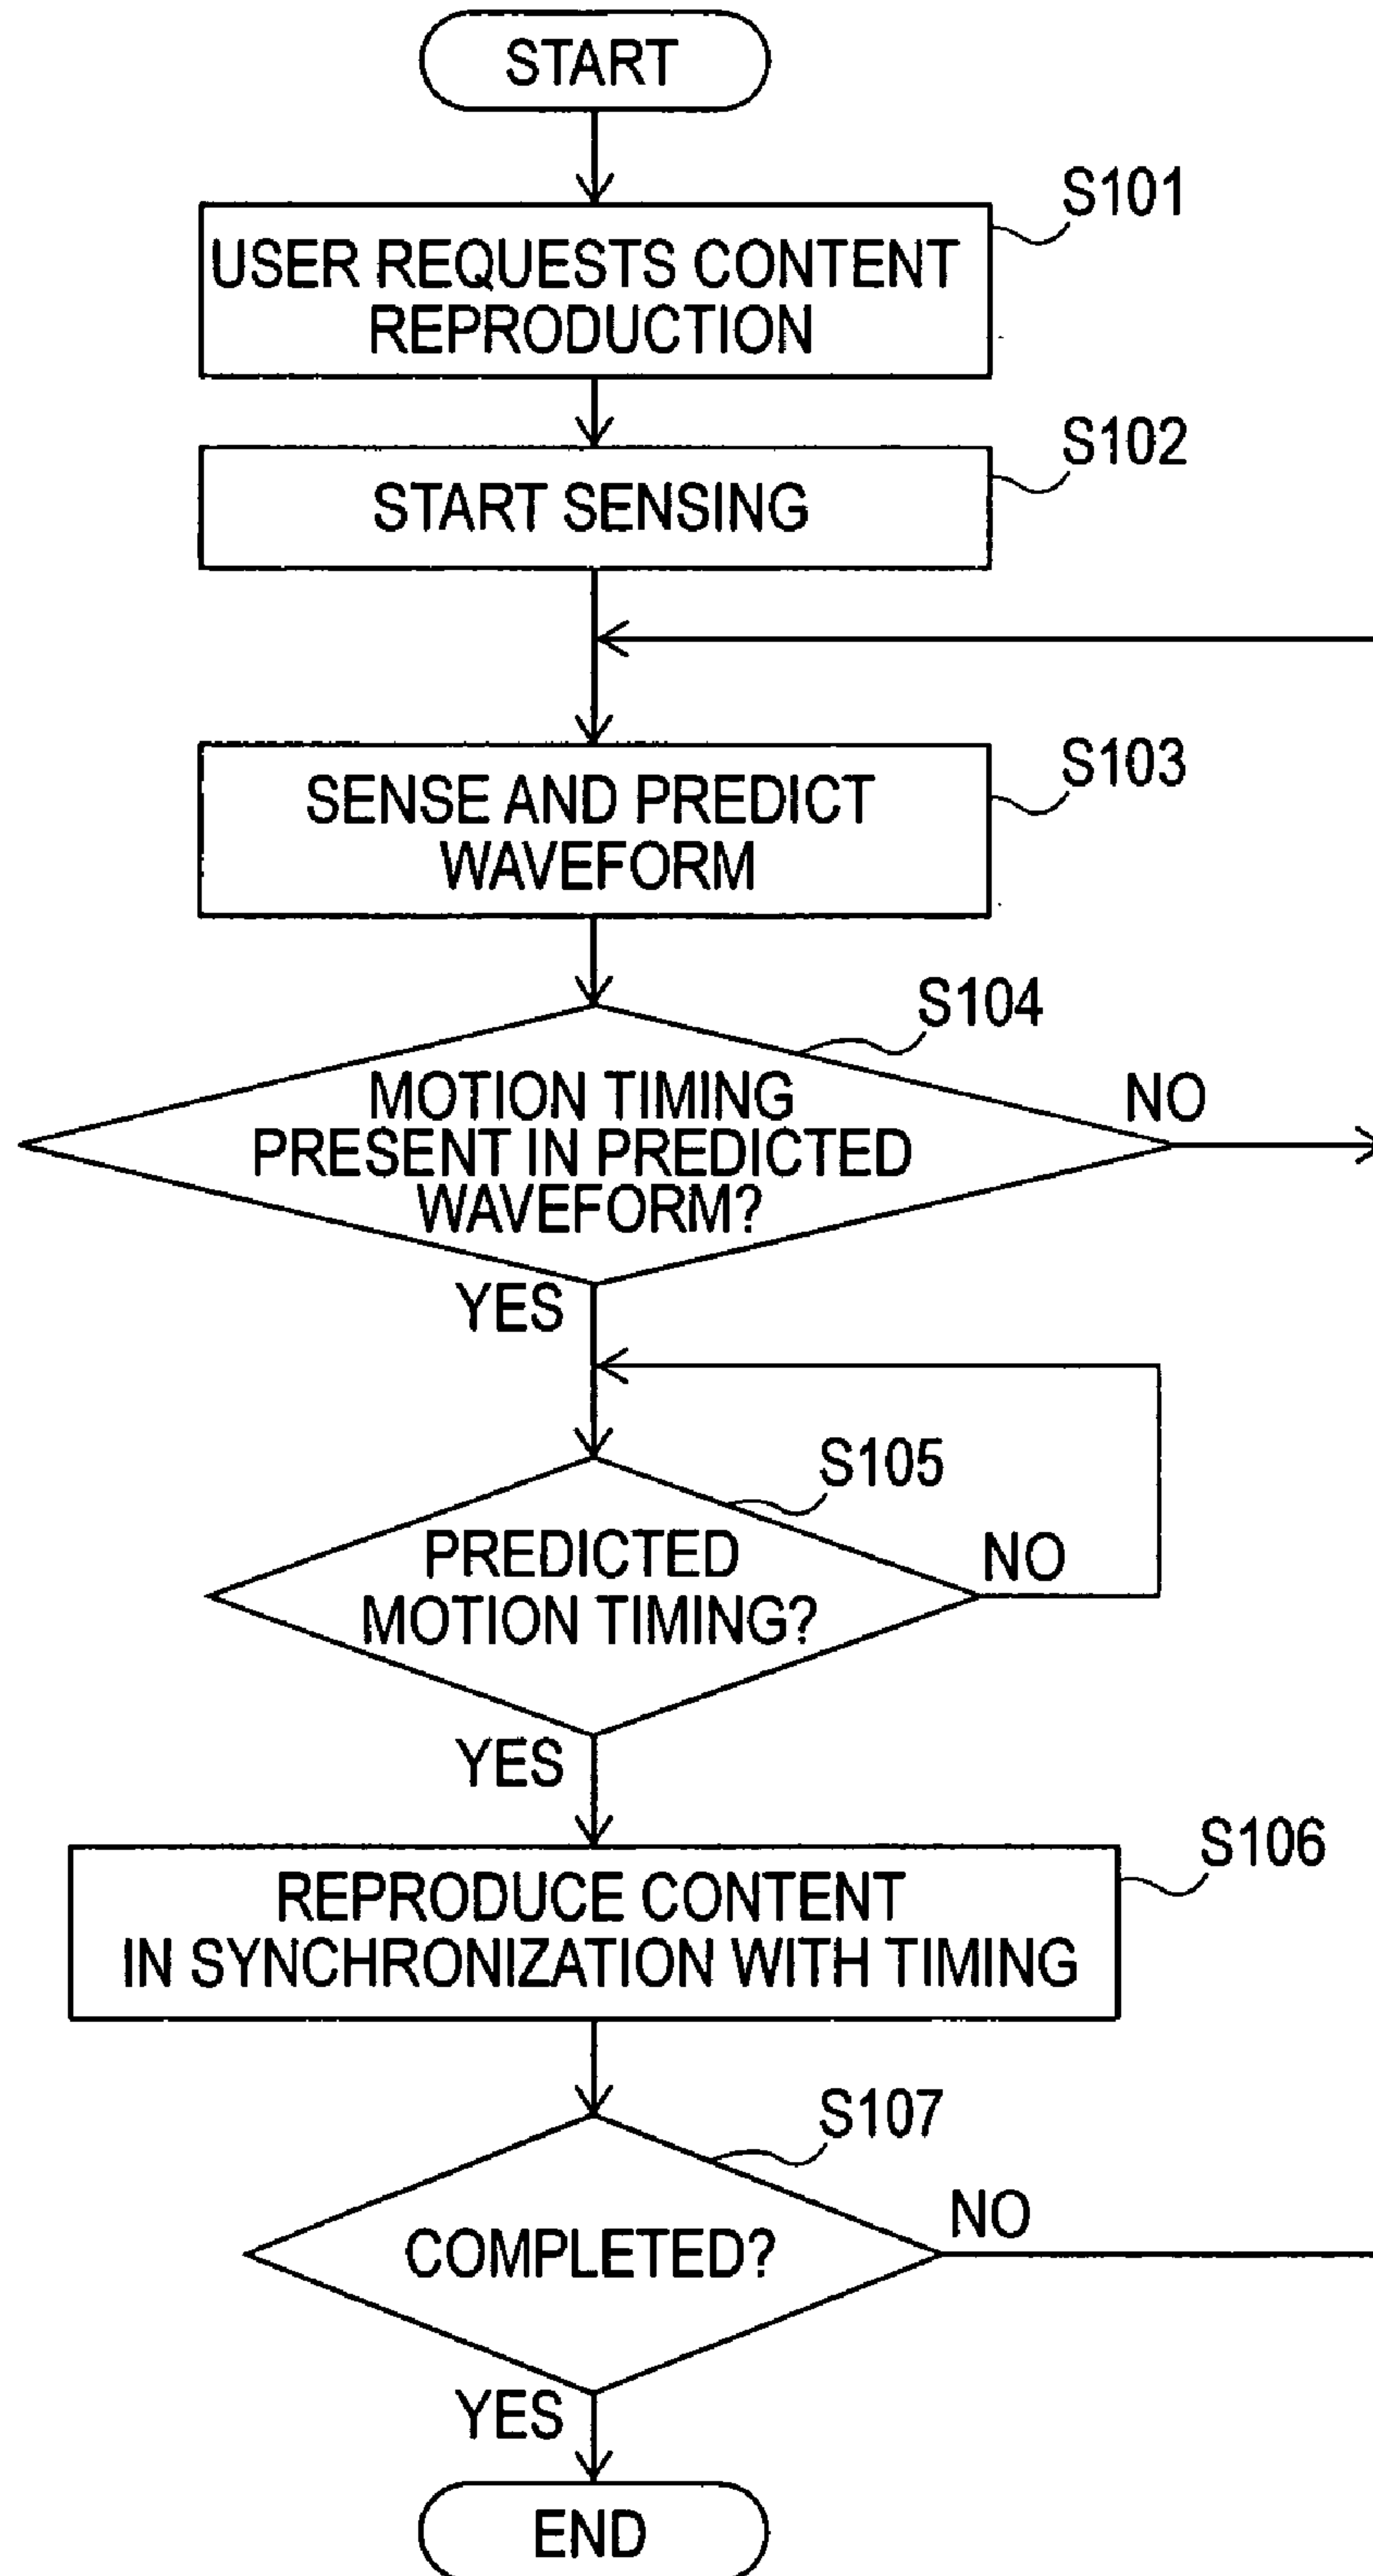 START
S101
USER REQUESTS CONTENT
REPRODUCTION
S102
START SENSING
S103
SENSE AND PREDICT
WAVEFORM
S104
MOTION TIMING
PRESENT IN PREDICTED
WAVEFORM?
NO
YES
S105
PREDICTED
MOTION TIMING?
NO
YES
S106
REPRODUCE CONTENT
IN SYNCHRONIZATION WITH TIMING
S107
COMPLETED?
NO
YES
END